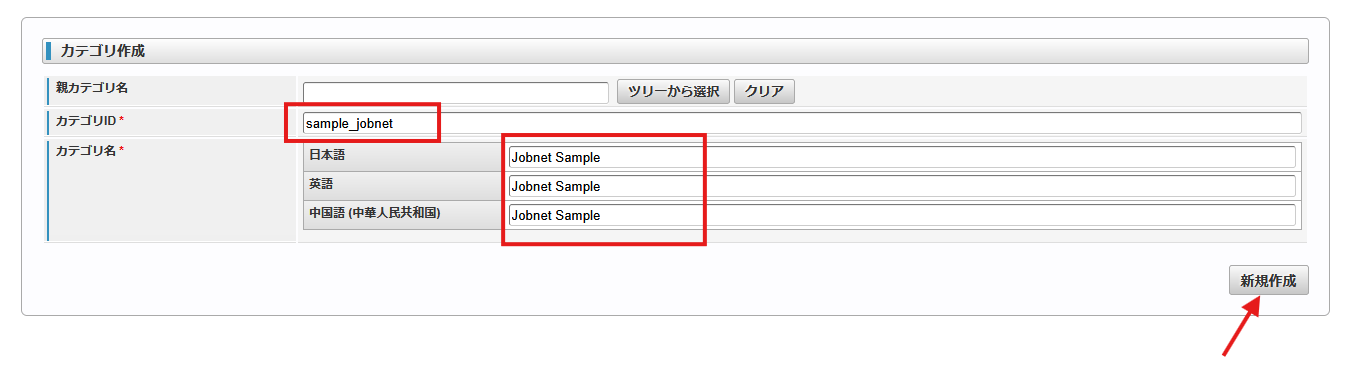 カテゴリ作成
親カテゴリ名 ツリーから選択 クリア
カテゴリID * sample_jobnet
カテゴリ名 * 日本語 Jobnet Sample
英語 Jobnet Sample
中国語 (中華人民共和国) Jobnet Sample
新規作成